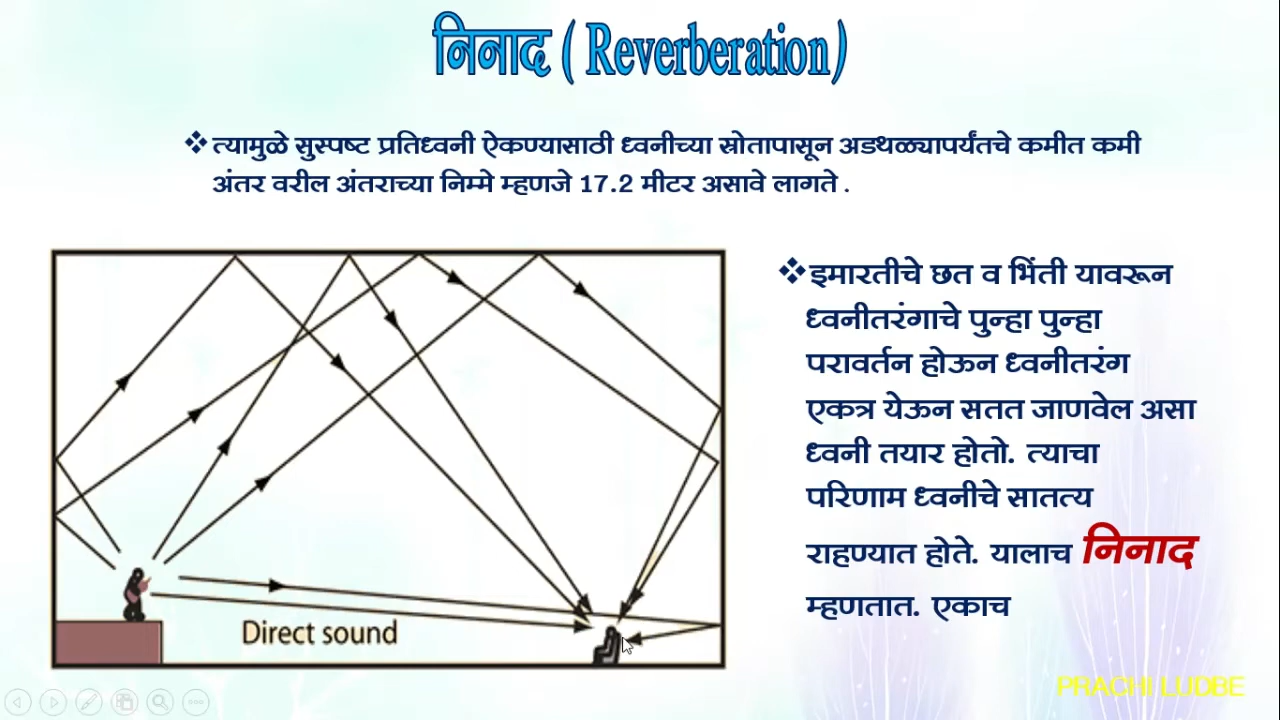 निनाद ( Reverberation)
❖त्यामुळे सुस्पष्ट प्रतिध्वनी ऐकण्यासाठी ध्वनीच्या स्रोतापासून अडथळ्यापर्यंतचे कमीत कमी
अंतर वरील अंतराच्या निम्मे म्हणजे 17.2 मीटर असावे लागते .
❖इमारतीचे छत व भिंती यावरून
ध्वनीतरंगाचे पुन्हा पुन्हा
परावर्तन होऊन ध्वनीतरंग
एकत्र येऊन सतत जाणवेल असा
ध्वनी तयार होतो. त्याचा
परिणाम ध्वनीचे सातत्य
राहण्यात होते. यालाच निनाद
म्हणतात. एकाच
Direct sound
PRACHI LUDBE